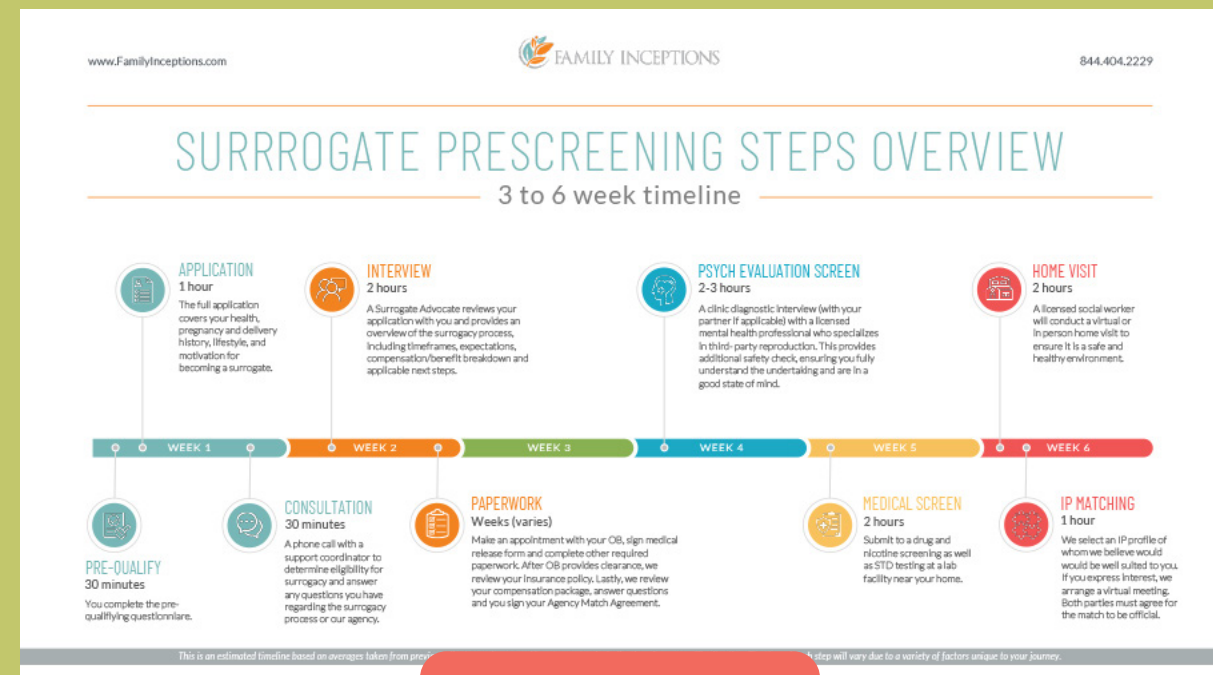 www.FamilyInceptions.com
FAMILY INCEPTIONS
844.404.2229
SURRROGATE PRESCREENING STEPS OVERVIEW
3 to 6 week timeline
APPLICATION
1 hour
The full application
covers your health,
pregnancy and delivery
history, lifestyle, and
motivation for
becoming a surrogate.
INTERVIEW
2 hours
A Surrogate Advocate reviews your
application with you and provides an
overview of the surrogacy process,
including timeframes, expectations,
compensation/benefit breakdown and
applicable next steps.
PSYCH EVALUATION SCREEN
2-3 hours
A clinic diagnostic interview (with your
partner if applicable) with a licensed
mental health professional who specializes
in third- party reproduction. This provides
additional safety check, ensuring you fully
understand the undertaking and are in a
good state of mind.
HOME VISIT
2 hours
A licensed social worker
will conduct a virtual or
in person home visit to
ensure it is a safe and
healthy environment.
WEEK 1
WEEK 2
WEEK 3
WEEK 4
WEEK 5
WEEK 6
PRE-QUALIFY
30 minutes
You complete the pre-
qualifiying questionniare.
CONSULTATION
30 minutes
A phone call with a
support coordinator to
determine eligibility for
surrogacy and answer
any questions you have
regarding the surrogacy
process or our agency.
PAPERWORK
Weeks (varies)
Make an appointment with your OB, sign medical
release form and complete other required
paperwork. After OB provides clearance, we
review your insurance policy. Lastly, we review
your compensation package, answer questions
and you sign your Agency Match Agreement.
MEDICAL SCREEN
2 hours
Submit to a drug and
nicotine screening as well
as STD testing at a lab
facility near your home.
IP MATCHING
1 hour
We select an IP profile of
whom we believe would
would be well suited to you.
If you express interest, we
arrange a virtual meeting.
Both parties must agree for
the match to be official.
This is an estimated timeline based on averages taken from step will vary due to a variety of factors unique to your journey.